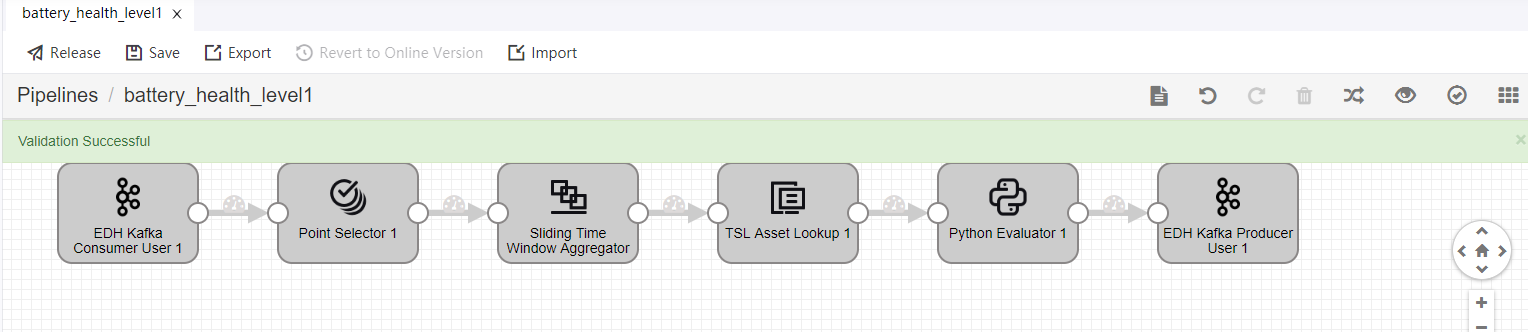 battery_health_level1 x
Release Save Export Revert to Online Version Import
Pipelines / battery_health_level1
Validation Successful ×
EDH Kafka
Consumer User 1
Point Selector 1
Sliding Time
Window Aggregator
TSL Asset Lookup 1
Python Evaluator 1
EDH Kafka Producer
User 1